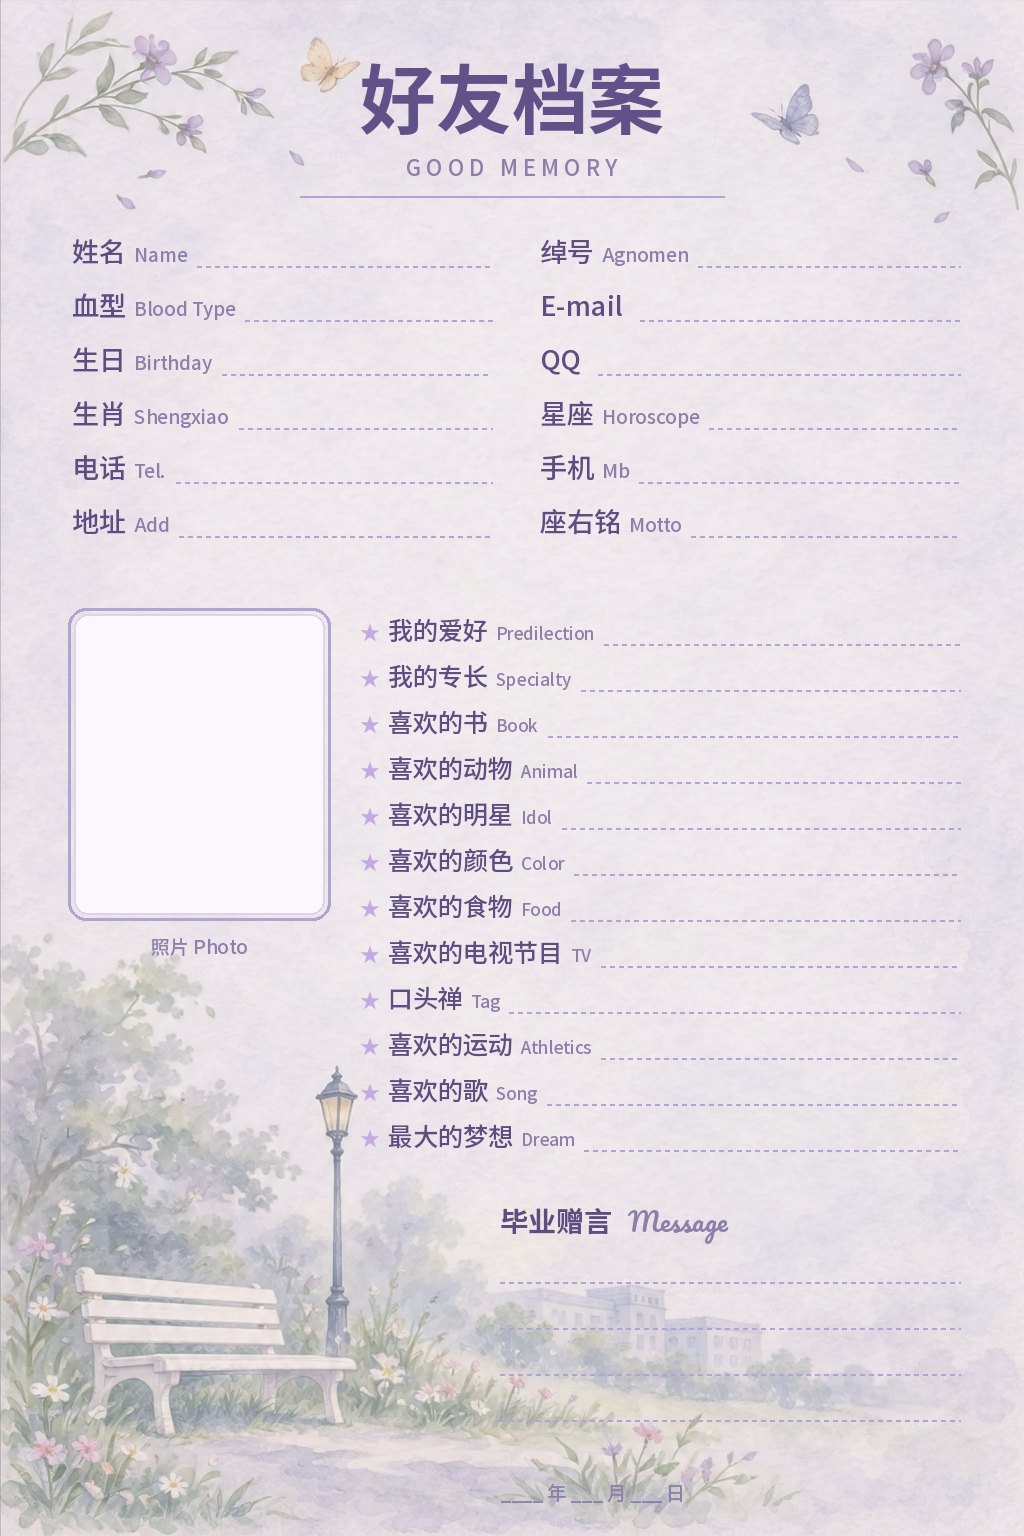 好友档案
GOOD MEMORY
姓名 Name
绰号 Agnomen
血型 Blood Type
E-mail
生日 Birthday
QQ
生肖 Shengxiao
星座 Horoscope
电话 Tel.
手机 Mb
地址 Add
座右铭 Motto
★ 我的爱好 Predilection
★ 我的专长 Specialty
★ 喜欢的书 Book
★ 喜欢的动物 Animal
★ 喜欢的明星 Idol
★ 喜欢的颜色 Color
★ 喜欢的食物 Food
★ 喜欢的电视节目 TV
★ 口头禅 Tag
★ 喜欢的运动 Athletics
★ 喜欢的歌 Song
★ 最大的梦想 Dream
照片 Photo
毕业赠言 Message
____ 年 ___ 月 ___ 日